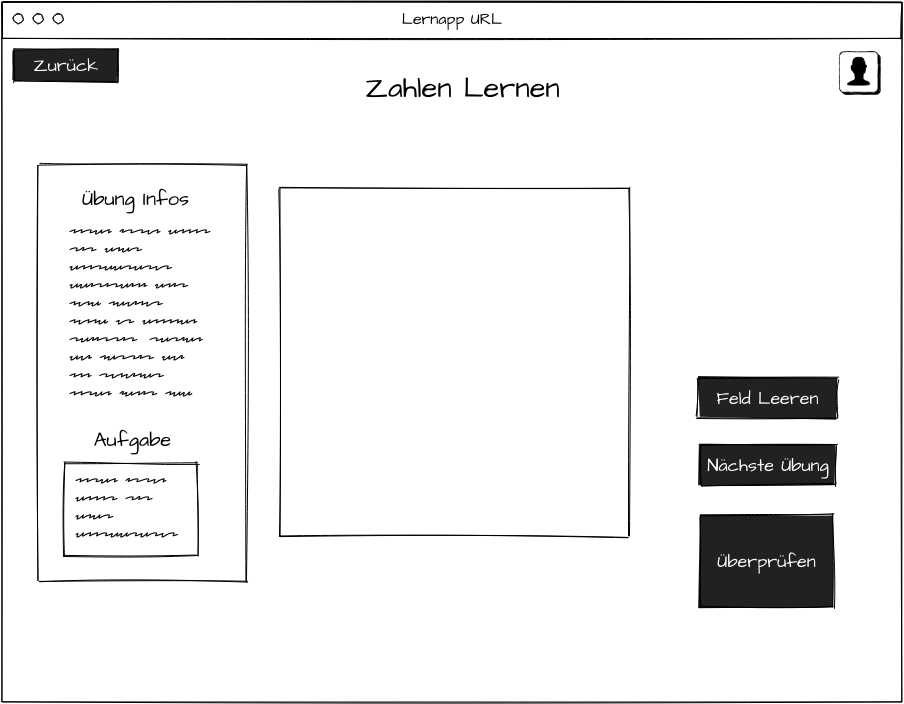 Lernapp URL
Zurück
Zahlen Lernen
Übung Infos
Aufgabe
Feld Leeren
Nächste Übung
Überprüfen